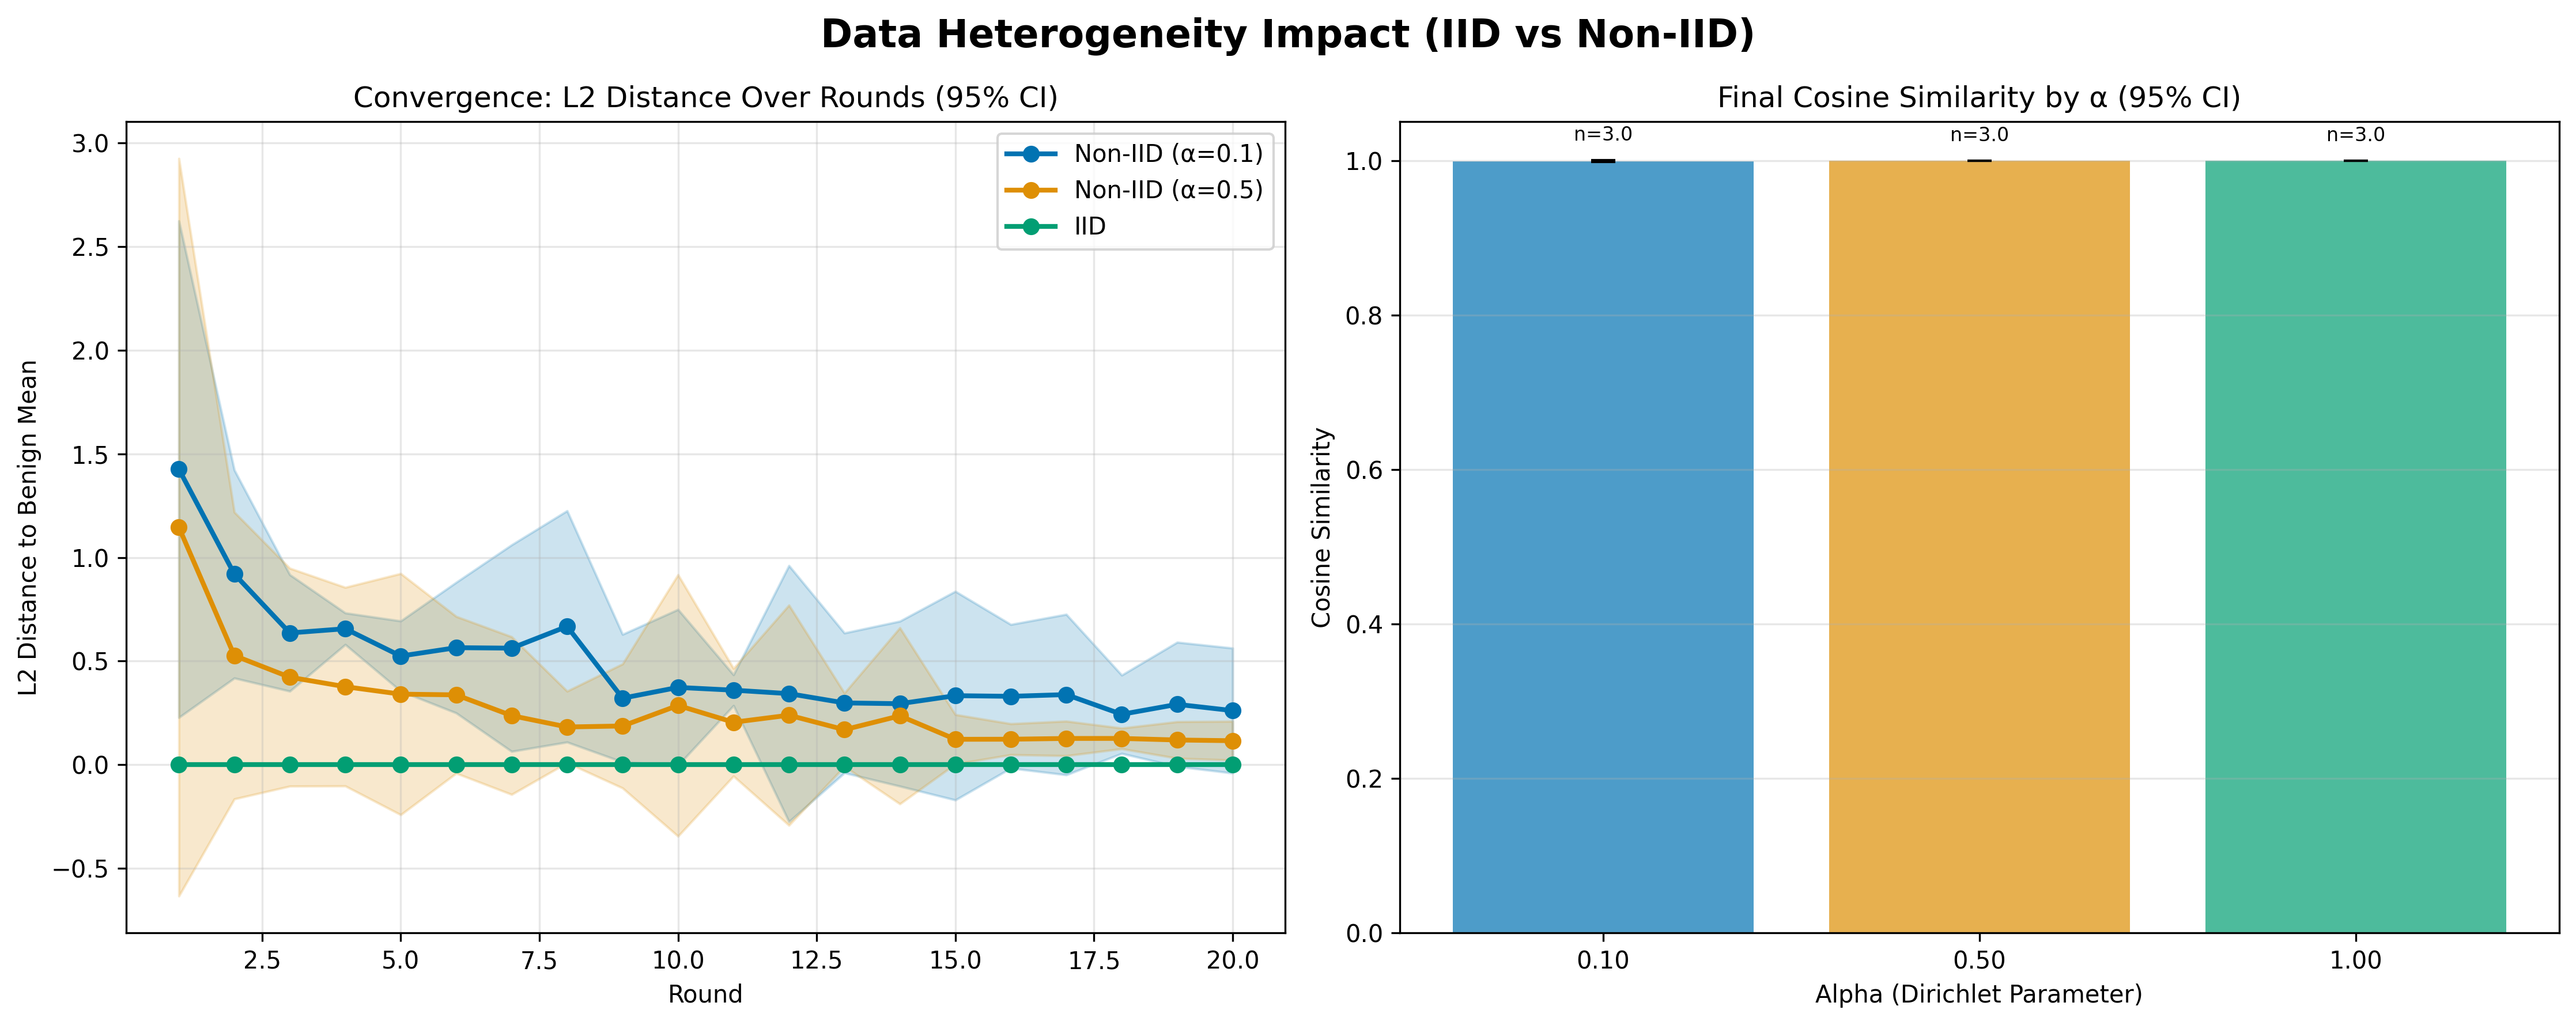 Data Heterogeneity Impact (IID vs Non-IID)
Convergence: L2 Distance Over Rounds (95% CI)
L2 Distance to Benign Mean
3.0
2.5
2.0
1.5
1.0
0.5
0.0
−0.5
Non-IID (α=0.1)
Non-IID (α=0.5)
IID
2.5 5.0 7.5 10.0 12.5 15.0 17.5 20.0
Round
Final Cosine Similarity by α (95% CI)
Cosine Similarity
n=3.0 n=3.0 n=3.0
1.0
0.8
0.6
0.4
0.2
0.0
0.10 0.50 1.00
Alpha (Dirichlet Parameter)